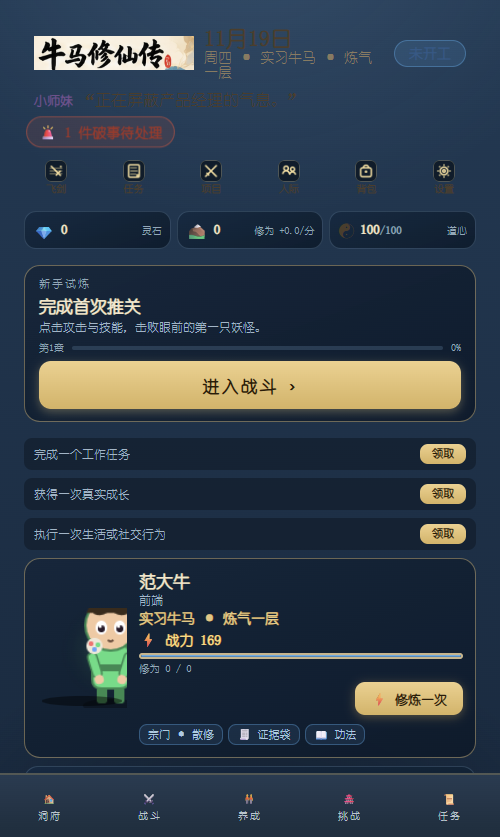 牛马修仙传
11月18日
周四 • 实习牛马 • 炼气
一层
未开工
小师妹
1 件破事待处理
飞剑 任务 项目 人际 背包 设置
0 灵石
0 修为 +0.0/分
100/100 道心
新手试炼
完成首次推关
点击攻击与技能，击败眼前的第一只妖怪。
第1章 0%
进入战斗 ›
完成一个工作任务 领取
获得一次真实成长 领取
执行一次生活或社交行为 领取
范大牛
前端
实习牛马 • 炼气一层
战力 169
修为 0 / 0
修炼一次
宗门 • 散修 证据袋 功法
洞府 战斗 养成 挑战 任务